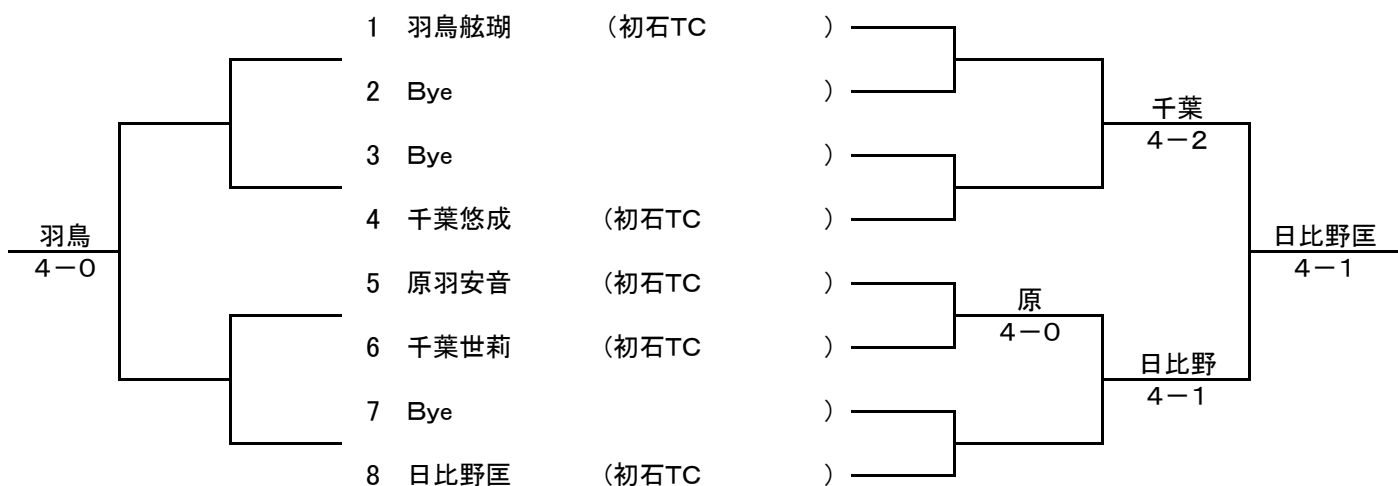 1 羽鳥舷瑚 （初石TC ）
2 Bye ）
千葉
4－2
3 Bye ）
4 千葉悠成 （初石TC ）
羽鳥
4－0
日比野匡
4－1
5 原羽安音 （初石TC ）
原
4－0
6 千葉世莉 （初石TC ）
日比野
4－1
7 Bye ）
8 日比野匡 （初石TC ）